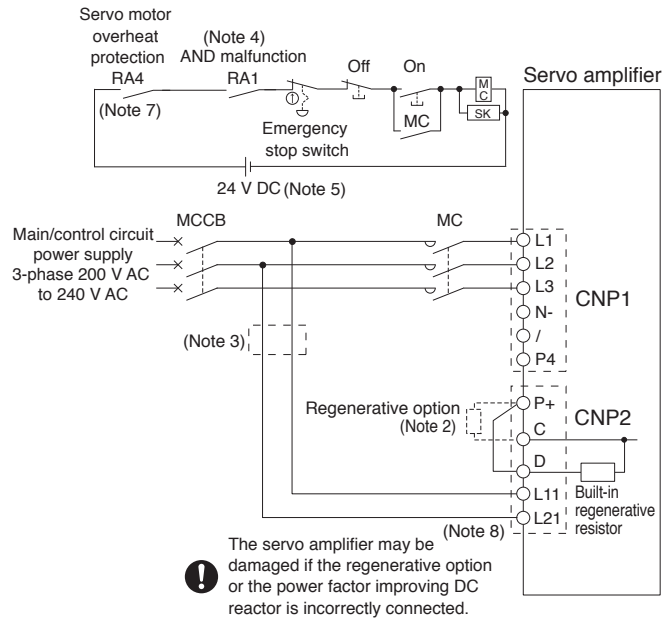 Servo motor
overheat
protection
RA4
(Note 7)
(Note 4)
AND malfunction
RA1
Emergency
stop switch
Off
On
MC
M
C
SK
24 V DC (Note 5)
Servo amplifier
MCCB
MC
Main/control circuit
power supply
3-phase 200 V AC
to 240 V AC
L1
L2
L3
N-
/
P4
CNP1
(Note 3)
Regenerative option
(Note 2)
P+
C
D
L11
L21
CNP2
Built-in
regenerative
resistor
(Note 8)
The servo amplifier may be
damaged if the regenerative option
or the power factor improving DC
reactor is incorrectly connected.